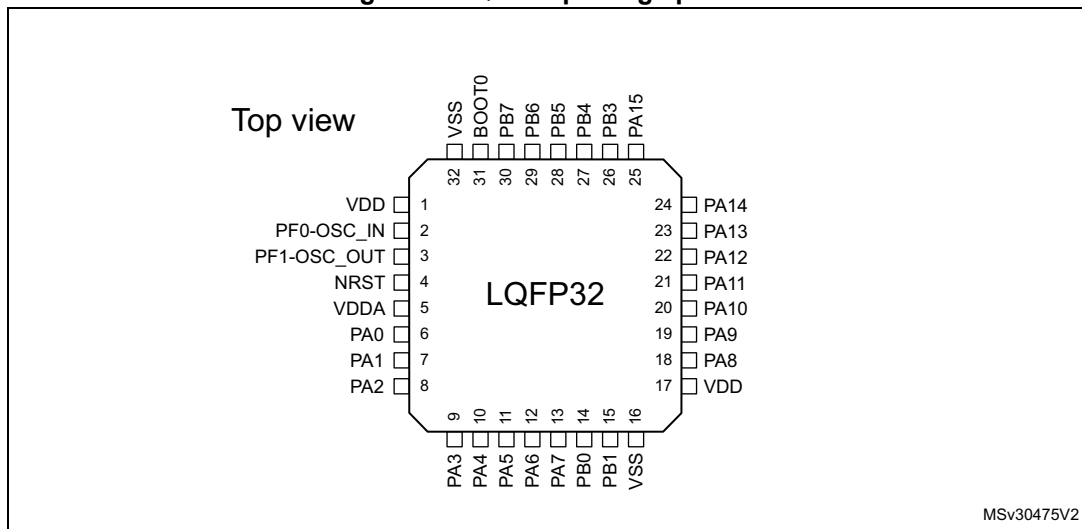 Top view
VSS
BOOT0
PB7
PB6
PB5
PB4
PB3
PA15
32
31
30
29
28
27
26
25
VDD 1
PF0-OSC_IN 2
PF1-OSC_OUT 3
NRST 4
VDDA 5
PA0 6
PA1 7
PA2 8
LQFP32
24 PA14
23 PA13
22 PA12
21 PA11
20 PA10
19 PA9
18 PA8
17 VDD
9
10
11
12
13
14
15
16
PA3
PA4
PA5
PA6
PA7
PB0
PB1
VSS
MSv30475V2